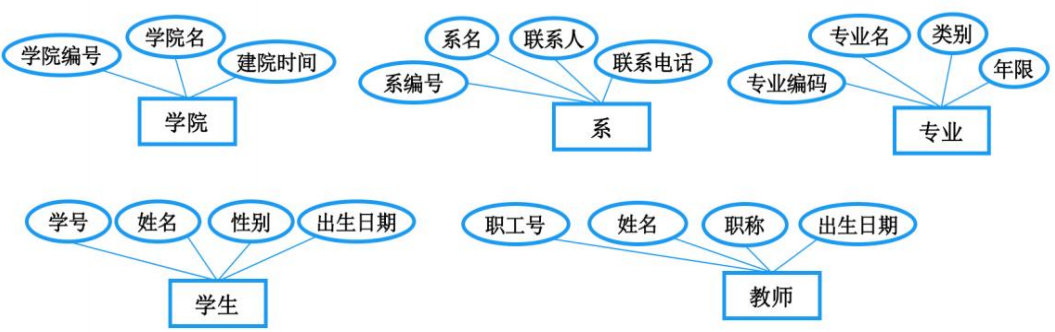 学院编号 学院名 建院时间
学院
系编号 系名 联系人 联系电话
系
专业编码 专业名 类别 年限
专业
学号 姓名 性别 出生日期
学生
职工号 姓名 职称 出生日期
教师